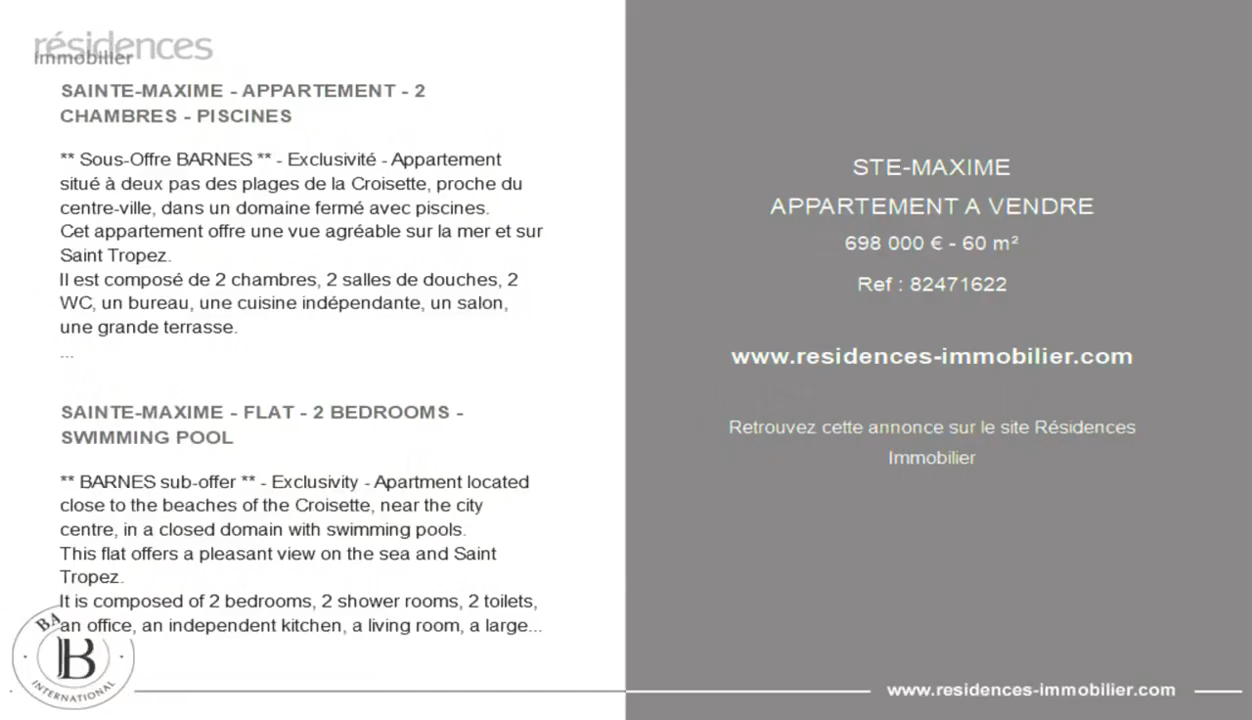 résidences
immobilier
SAINTE-MAXIME - APPARTEMENT - 2
CHAMBRES - PISCINES
** Sous-Offre BARNES ** - Exclusivité - Appartement
situé à deux pas des plages de la Croisette, proche du
centre-ville, dans un domaine fermé avec piscines.
Cet appartement offre une vue agréable sur la mer et sur
Saint Tropez.
Il est composé de 2 chambres, 2 salles de douches, 2
WC, un bureau, une cuisine indépendante, un salon,
une grande terrasse.
...
SAINTE-MAXIME - FLAT - 2 BEDROOMS -
SWIMMING POOL
** BARNES sub-offer ** - Exclusivity - Apartment located
close to the beaches of the Croisette, near the city
centre, in a closed domain with swimming pools.
This flat offers a pleasant view on the sea and Saint
Tropez.
It is composed of 2 bedrooms, 2 shower rooms, 2 toilets,
an office, an independent kitchen, a living room, a large...
BA
B
INTERNATIONAL
STE-MAXIME
APPARTEMENT A VENDRE
698 000 € - 60 m²
Ref : 82471622
www.residences-immobilier.com
Retrouvez cette annonce sur le site Résidences
Immobilier
www.residences-immobilier.com